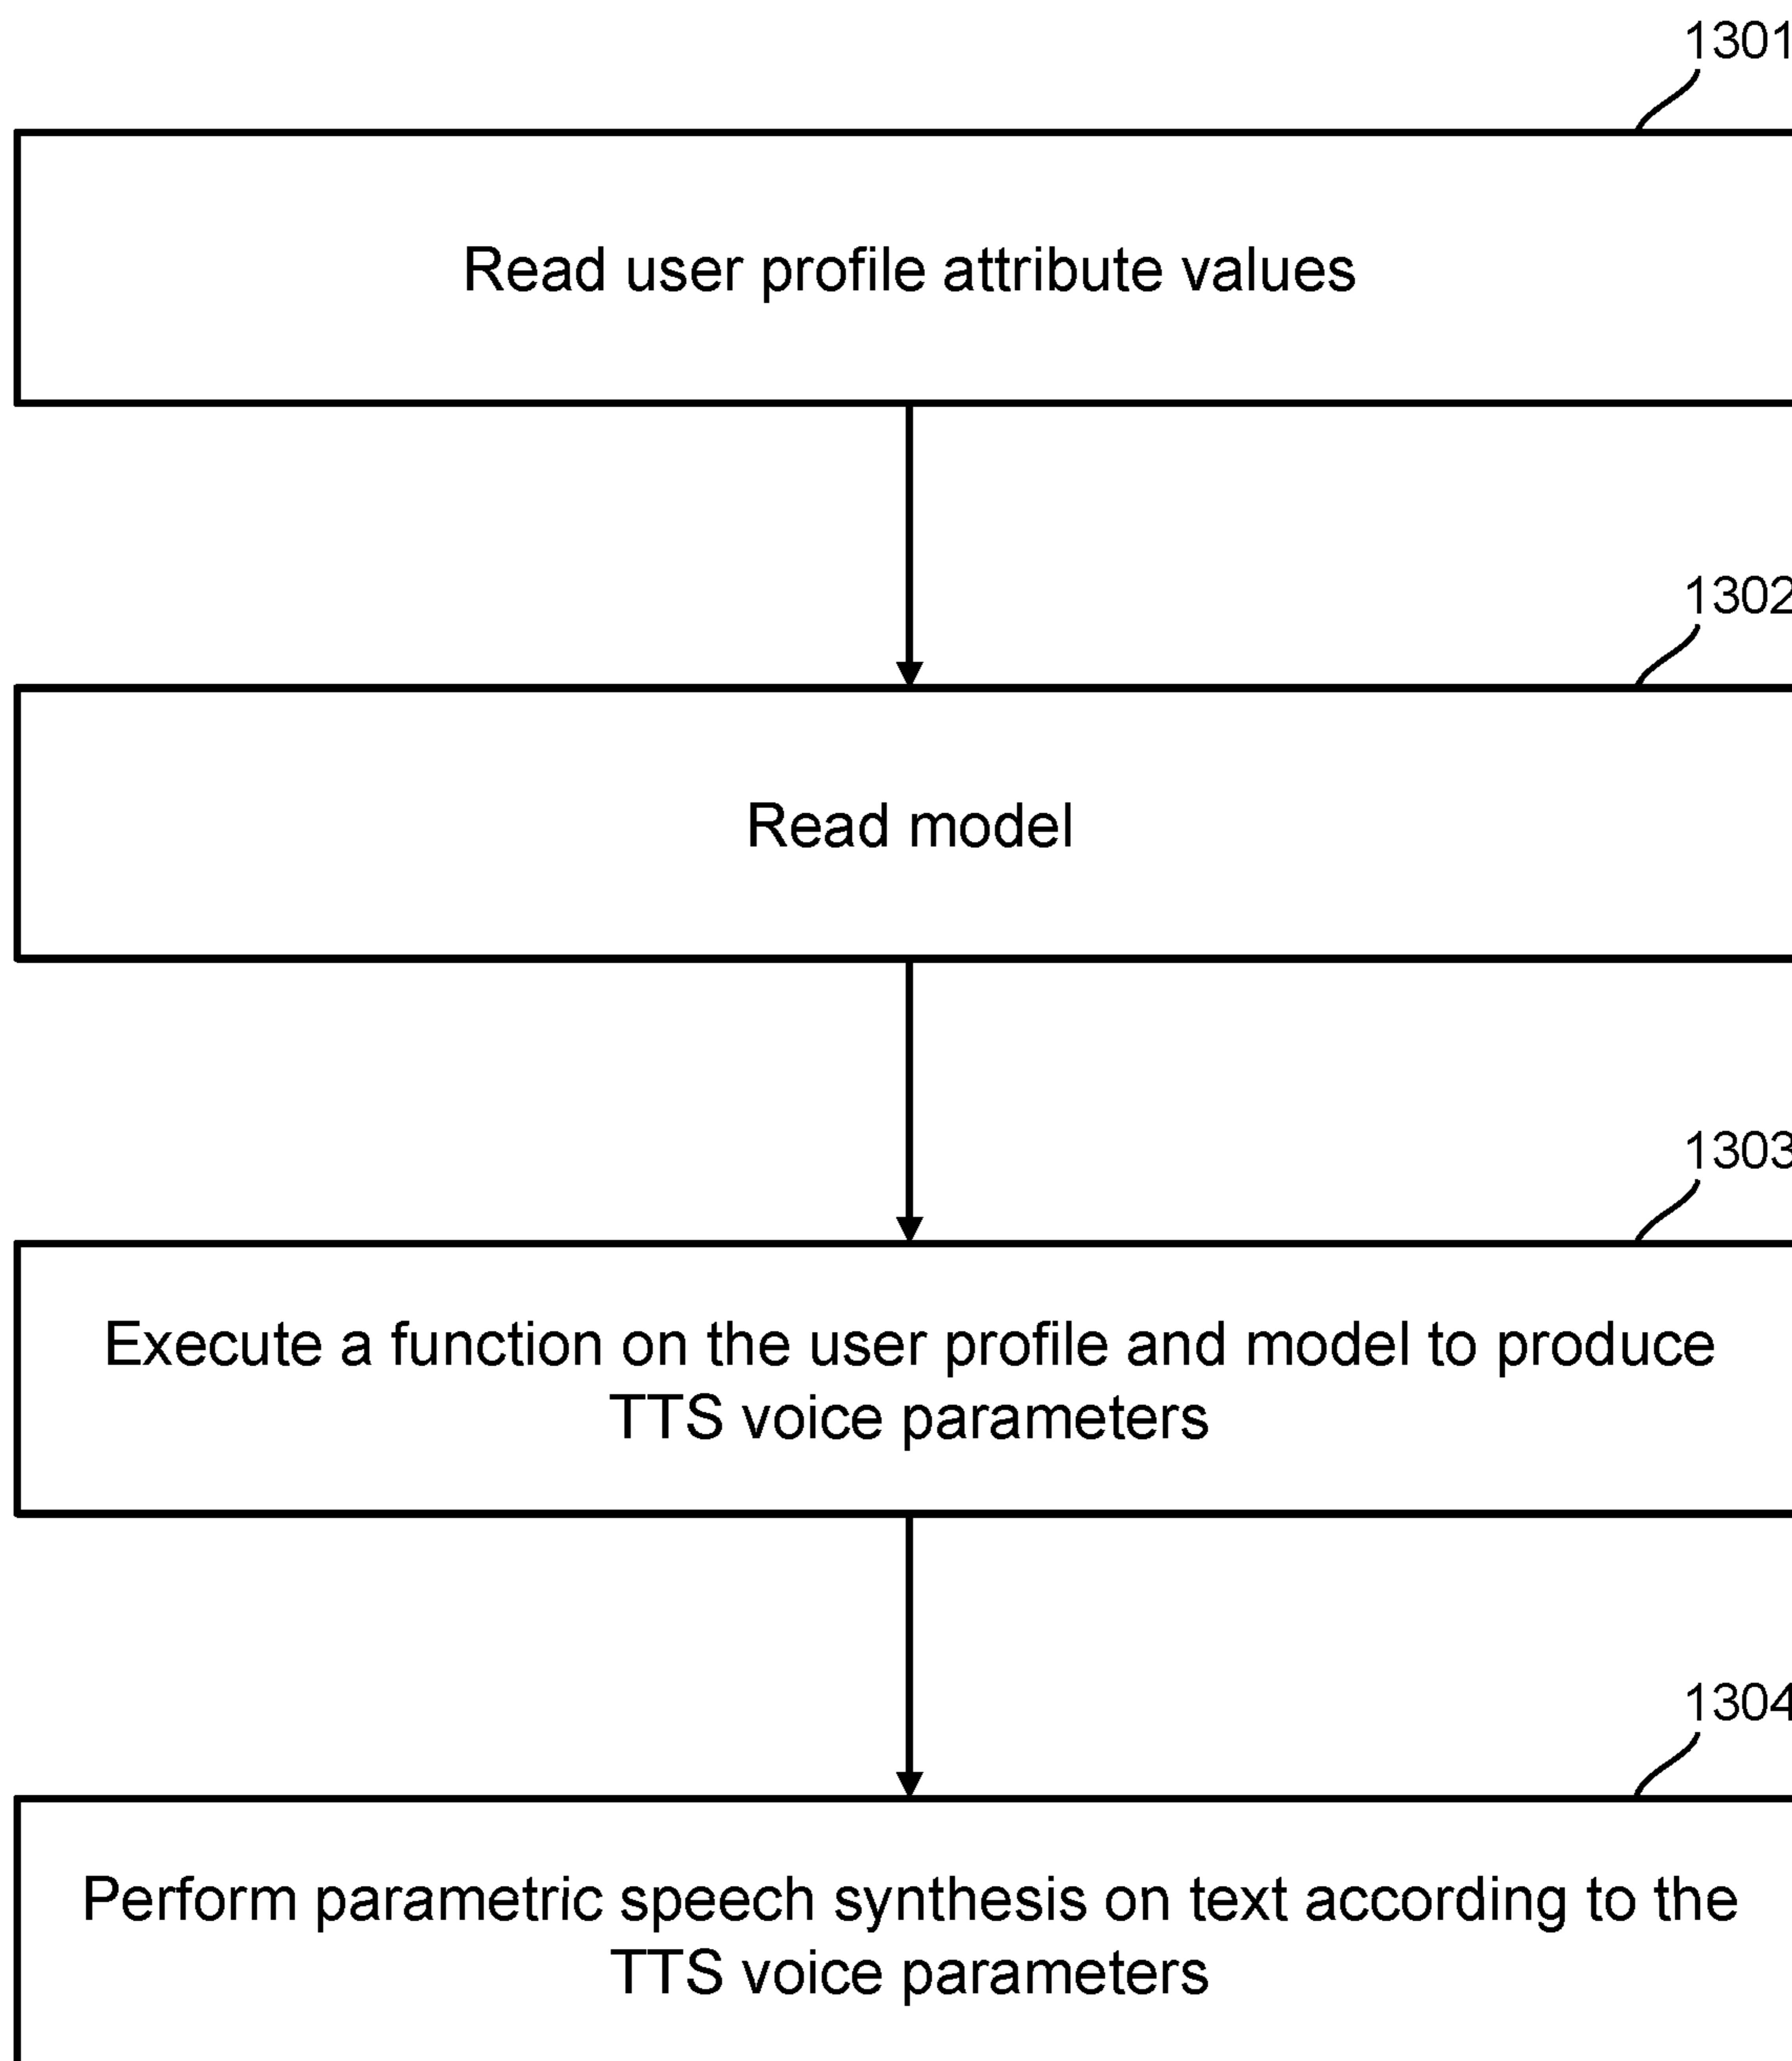 1301
Read user profile attribute values
1302
Read model
1303
Execute a function on the user profile and model to produce
TTS voice parameters
1304
Perform parametric speech synthesis on text according to the
TTS voice parameters